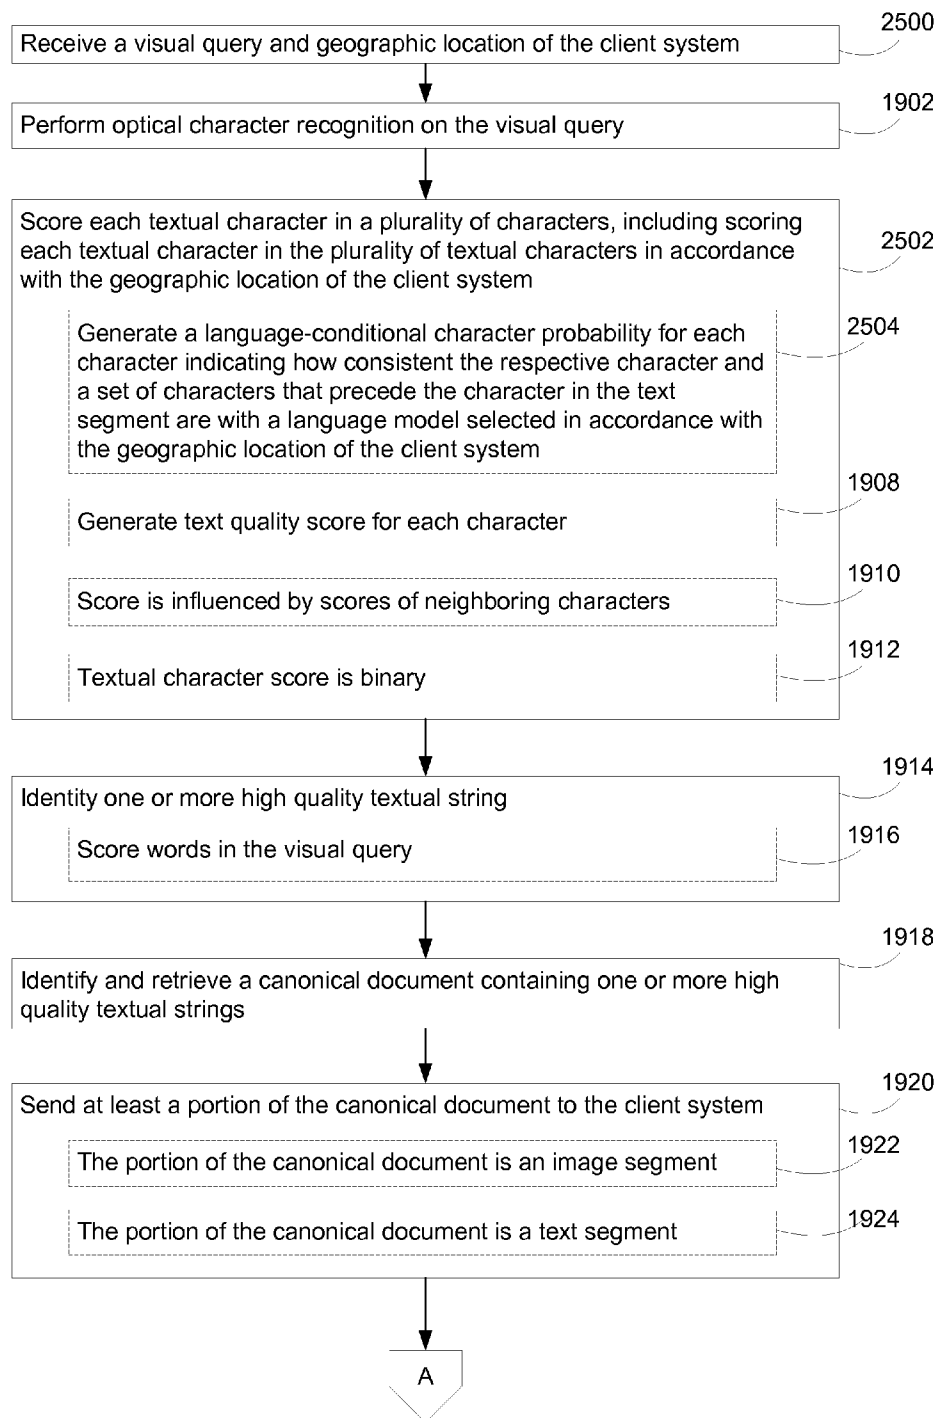 2500
Receive a visual query and geographic location of the client system
1902
Perform optical character recognition on the visual query
Score each textual character in a plurality of characters, including scoring
each textual character in the plurality of textual characters in accordance
with the geographic location of the client system
2502
Generate a language-conditional character probability for each
character indicating how consistent the respective character and
a set of characters that precede the character in the text
segment are with a language model selected in accordance with
the geographic location of the client system
2504
1908
Generate text quality score for each character
1910
Score is influenced by scores of neighboring characters
1912
Textual character score is binary
1914
Identity one or more high quality textual string
1916
Score words in the visual query
1918
Identify and retrieve a canonical document containing one or more high
quality textual strings
1920
Send at least a portion of the canonical document to the client system
1922
The portion of the canonical document is an image segment
1924
The portion of the canonical document is a text segment
A